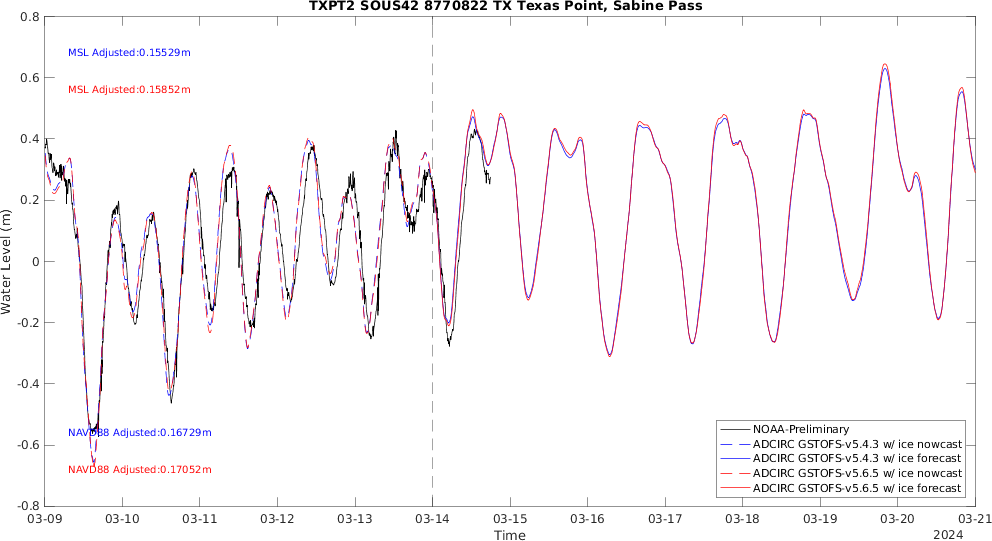 TXPT2 SOUS42 8770822 TX Texas Point, Sabine Pass
0.8
0.6
0.4
0.2
0
-0.2
-0.4
-0.6
-0.8
Water Level (m)
MSL Adjusted:0.15529m
MSL Adjusted:0.15852m
NAVD88 Adjusted:0.16729m
NAVD88 Adjusted:0.17052m
NOAA-Preliminary
ADCIRC GSTOFS-v5.4.3 w/ ice nowcast
ADCIRC GSTOFS-v5.4.3 w/ ice forecast
ADCIRC GSTOFS-v5.6.5 w/ ice nowcast
ADCIRC GSTOFS-v5.6.5 w/ ice forecast
03-09 03-10 03-11 03-12 03-13 03-14 03-15 03-16 03-17 03-18 03-19 03-20 03-21
Time
2024